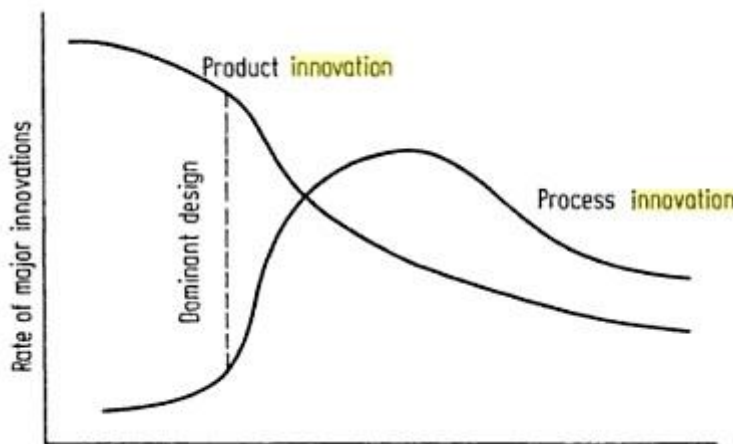 Product innovation
Dominant design
Process innovation
Rate of major innovations